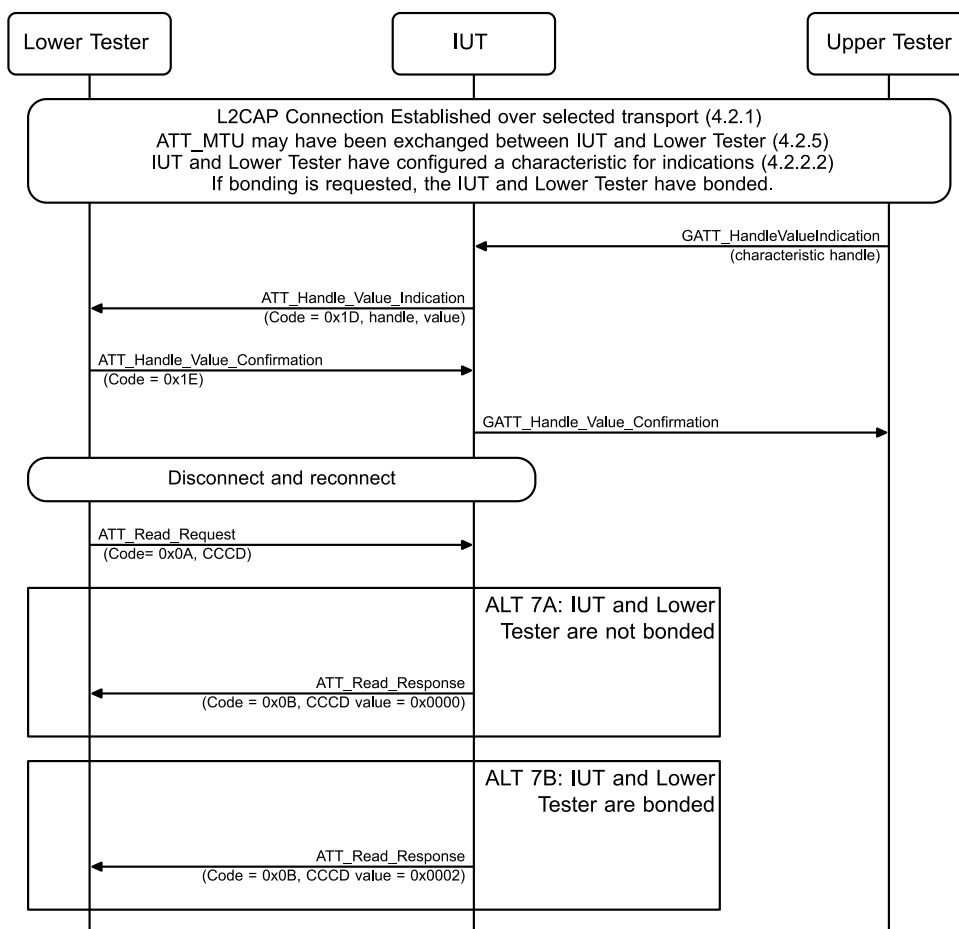 Lower Tester
IUT
Upper Tester
L2CAP Connection Established over selected transport (4.2.1)
ATT_MTU may have been exchanged between IUT and Lower Tester (4.2.5)
IUT and Lower Tester have configured a characteristic for indications (4.2.2.2)
If bonding is requested, the IUT and Lower Tester have bonded.
GATT_HandleValueIndication
(characteristic handle)
ATT_Handle_Value_Indication
(Code = 0x1D, handle, value)
ATT_Handle_Value_Confirmation
(Code = 0x1E)
GATT_Handle_Value_Confirmation
Disconnect and reconnect
ATT_Read_Request
(Code= 0x0A, CCCD)
ALT 7A: IUT and Lower
Tester are not bonded
ATT_Read_Response
(Code = 0x0B, CCCD value = 0x0000)
ALT 7B: IUT and Lower
Tester are bonded
ATT_Read_Response
(Code = 0x0B, CCCD value = 0x0002)